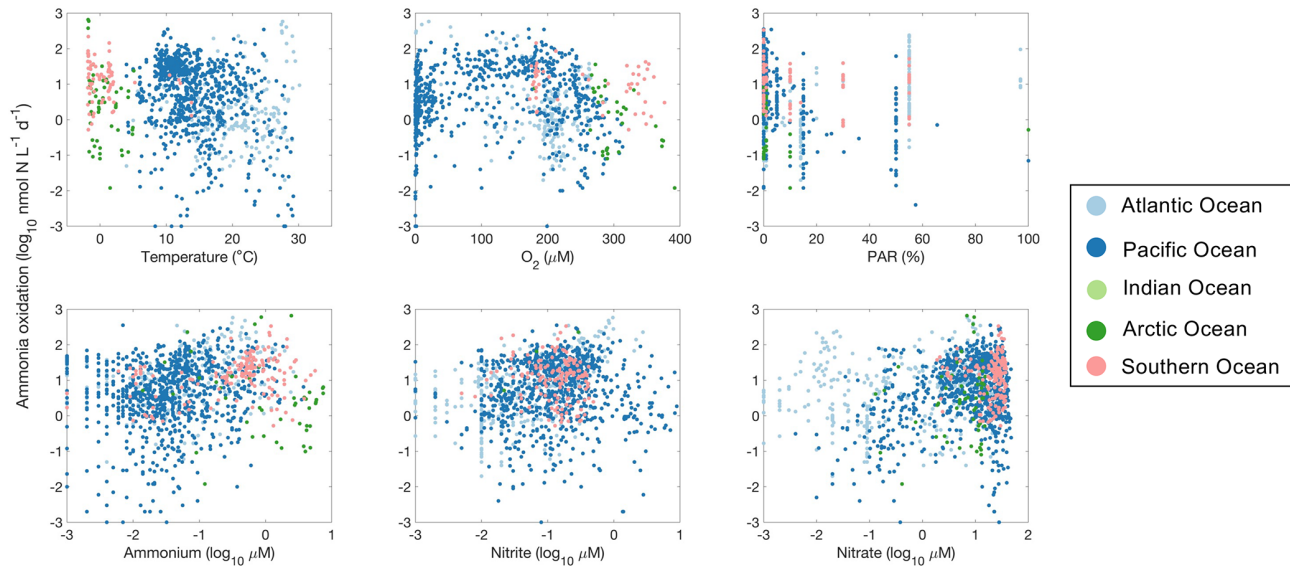 Ammonia oxidation (log10 nmol N L−1 d−1)
3
2
1
0
-1
-2
-3
0 10 20 30
Temperature (°C)
3
2
1
0
-1
-2
-3
0 100 200 300 400
O2 (μM)
3
2
1
0
-1
-2
-3
0 20 40 60 80 100
PAR (%)
3
2
1
0
-1
-2
-3
-3 -2 -1 0 1
Ammonium (log10 μM)
3
2
1
0
-1
-2
-3
-3 -2 -1 0 1
Nitrite (log10 μM)
3
2
1
0
-1
-2
-3
-3 -2 -1 0 1 2
Nitrate (log10 μM)
Atlantic Ocean
Pacific Ocean
Indian Ocean
Arctic Ocean
Southern Ocean